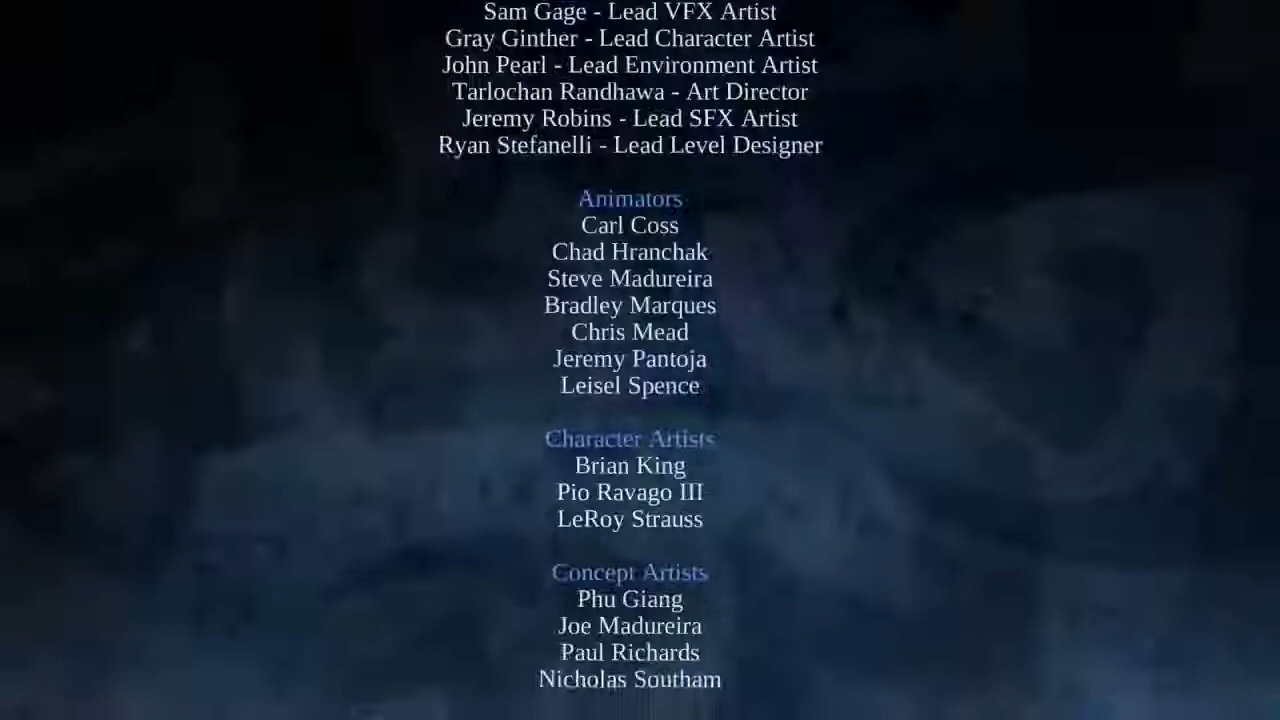 Sam Gage - Lead VFX Artist
Gray Ginther - Lead Character Artist
John Pearl - Lead Environment Artist
Tarlochan Randhawa - Art Director
Jeremy Robins - Lead SFX Artist
Ryan Stefanelli - Lead Level Designer
Animators
Carl Coss
Chad Hranchak
Steve Madureira
Bradley Marques
Chris Mead
Jeremy Pantoja
Leisel Spence
Character Artists
Brian King
Pio Ravago III
LeRoy Strauss
Concept Artists
Phu Giang
Joe Madureira
Paul Richards
Nicholas Southam